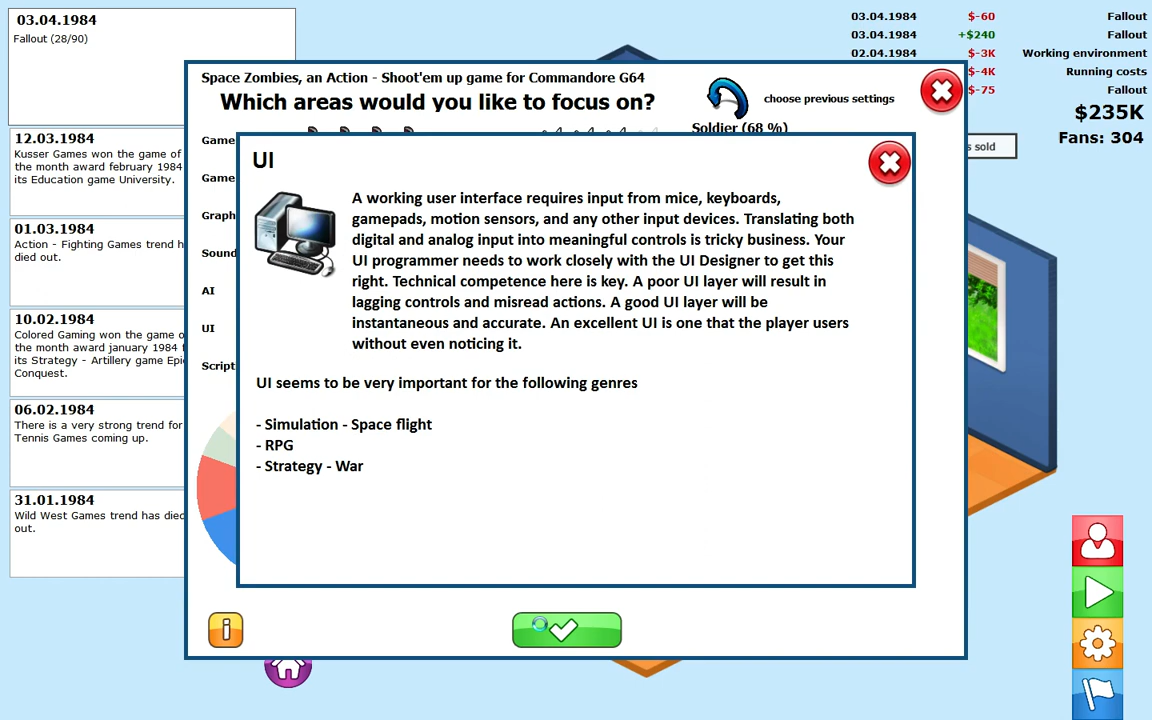 03.04.1984
Fallout (28/90)
12.03.1984
Kusser Games won the game of
the month award february 1984
its Education game University.
01.03.1984
Action - Fighting Games trend h
died out.
10.02.1984
Colored Gaming won the game o
the month award january 1984 f
its Strategy - Artillery game Epi
Conquest.
06.02.1984
There is a very strong trend for
Tennis Games coming up.
31.01.1984
Wild West Games trend has died
out.
03.04.1984 $-60 Fallout
03.04.1984 +$240 Fallout
02.04.1984 $-3K Working environment
$-4K Running costs
$-75 Fallout
$235K
Fans: 304
s sold
Space Zombies, an Action - Shoot'em up game for Commandore G64
Which areas would you like to focus on?
choose previous settings
Soldier (68 %)
Game
Game
Graph
Sound
AI
UI
Script
UI
A working user interface requires input from mice, keyboards,
gamepads, motion sensors, and any other input devices. Translating both
digital and analog input into meaningful controls is tricky business. Your
UI programmer needs to work closely with the UI Designer to get this
right. Technical competence here is key. A poor UI layer will result in
lagging controls and misread actions. A good UI layer will be
instantaneous and accurate. An excellent UI is one that the player users
without even noticing it.
UI seems to be very important for the following genres
- Simulation - Space flight
- RPG
- Strategy - War
i